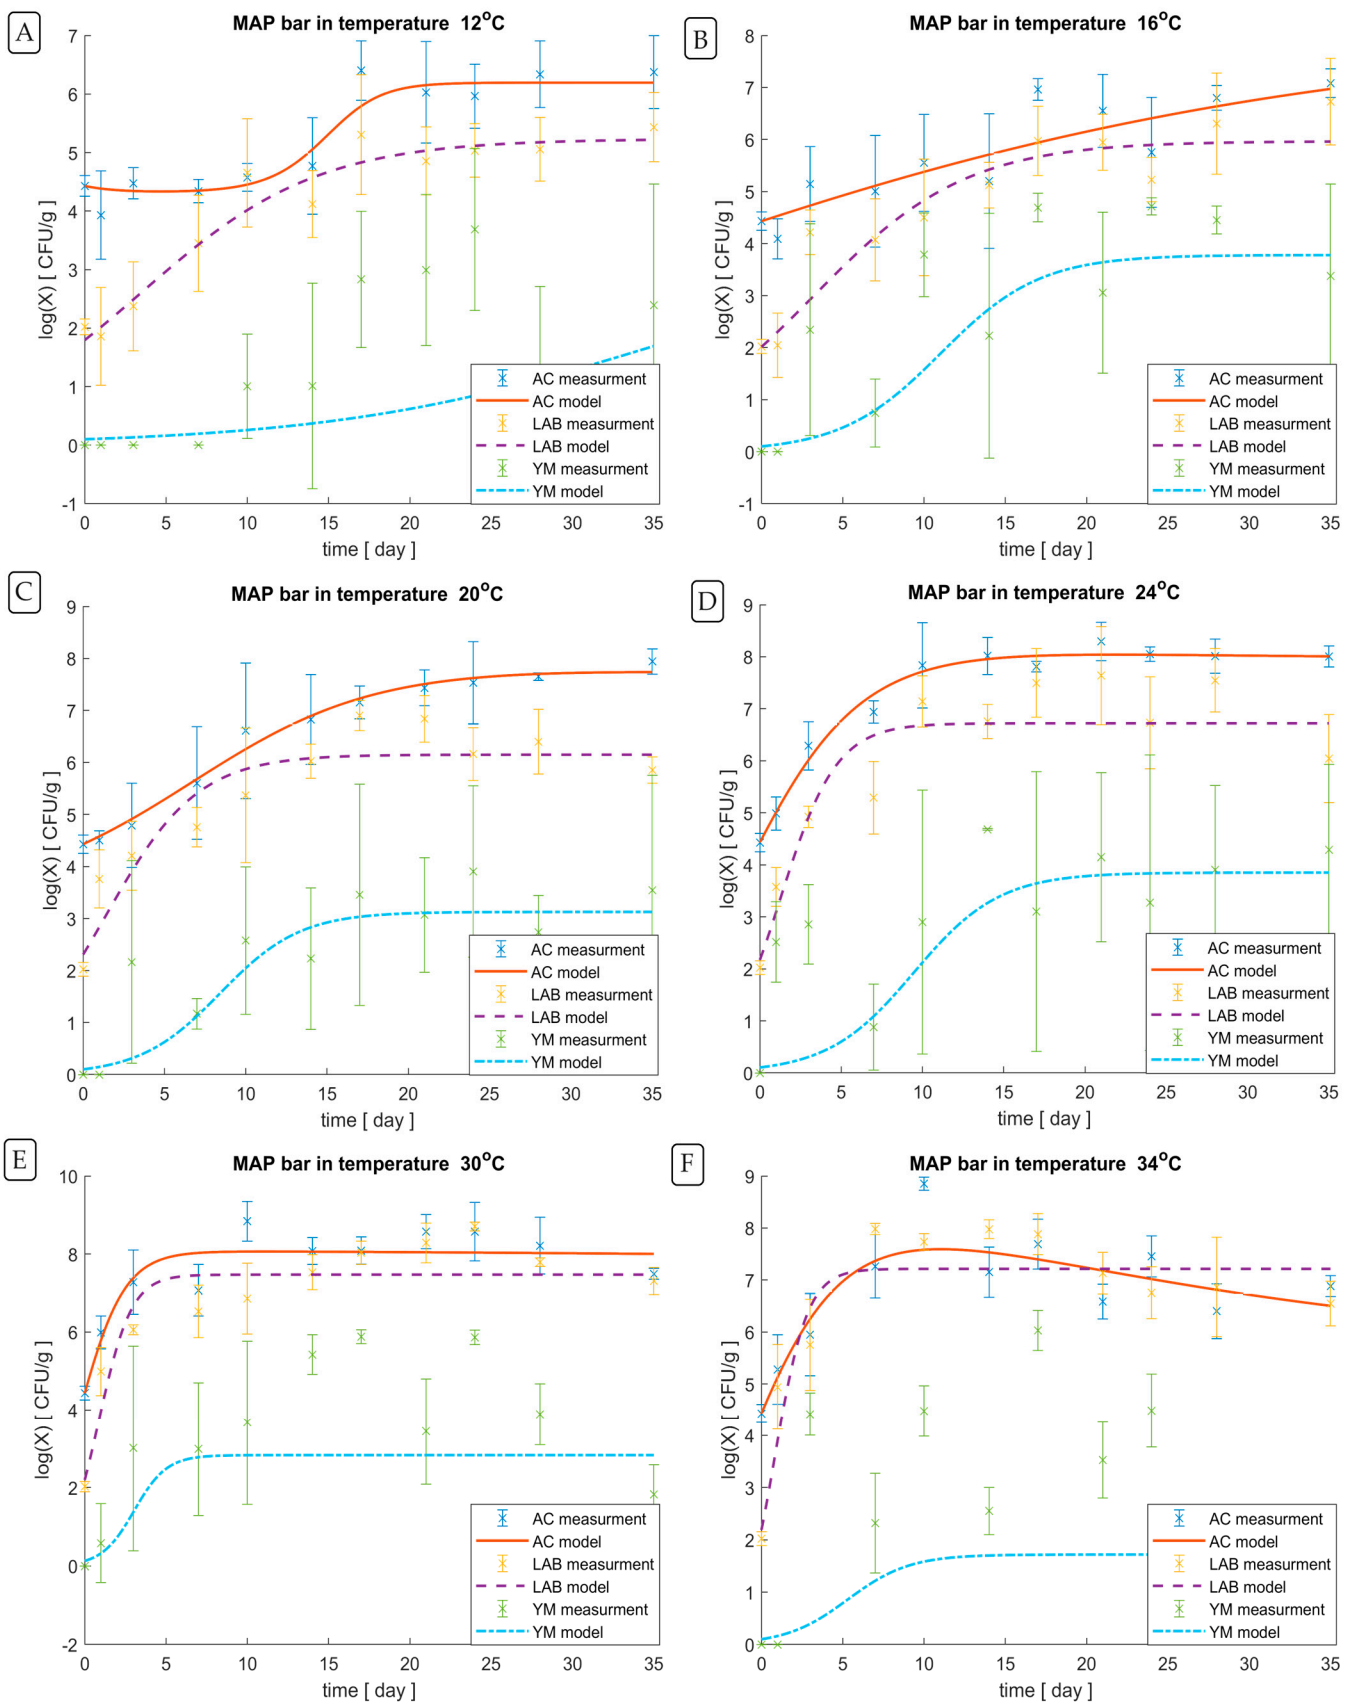 A
MAP bar in temperature 12°C
7
6
5
4
3
2
1
0
-1
log(X) [ CFU/g ]
AC measurment
AC model
LAB measurment
LAB model
YM measurment
YM model
0 5 10 15 20 25 30 35
time [ day ]
B
MAP bar in temperature 16°C
8
7
6
5
4
3
2
1
0
-1
log(X) [ CFU/g ]
AC measurment
AC model
LAB measurment
LAB model
YM measurment
YM model
0 5 10 15 20 25 30 35
time [ day ]
C
MAP bar in temperature 20°C
9
8
7
6
5
4
3
2
1
0
log(X) [ CFU/g ]
AC measurment
AC model
LAB measurment
LAB model
YM measurment
YM model
0 5 10 15 20 25 30 35
time [ day ]
D
MAP bar in temperature 24°C
9
8
7
6
5
4
3
2
1
0
log(X) [ CFU/g ]
AC measurment
AC model
LAB measurment
LAB model
YM measurment
YM model
0 5 10 15 20 25 30 35
time [ day ]
E
MAP bar in temperature 30°C
10
8
6
4
2
0
-2
log(X) [ CFU/g ]
AC measurment
AC model
LAB measurment
LAB model
YM measurment
YM model
0 5 10 15 20 25 30 35
time [ day ]
F
MAP bar in temperature 34°C
9
8
7
6
5
4
3
2
1
0
log(X) [ CFU/g ]
AC measurment
AC model
LAB measurment
LAB model
YM measurment
YM model
0 5 10 15 20 25 30 35
time [ day ]